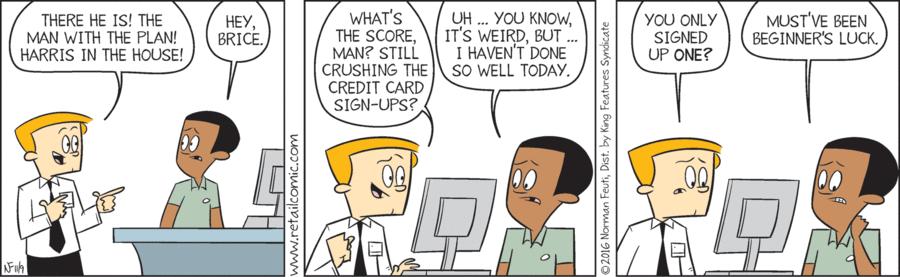 THERE HE IS! THE
MAN WITH THE PLAN!
HARRIS IN THE HOUSE!
HEY,
BRICE.
NF 11/9
www.retailcomic.com
WHAT'S
THE SCORE,
MAN? STILL
CRUSHING THE
CREDIT CARD
SIGN-UPS?
UH ... YOU KNOW,
IT'S WEIRD, BUT ...
I HAVEN'T DONE
SO WELL TODAY.
© 2016 Norman Feuti, Dist. by King Features Syndicate
YOU ONLY
SIGNED
UP ONE?
MUST'VE BEEN
BEGINNER'S LUCK.